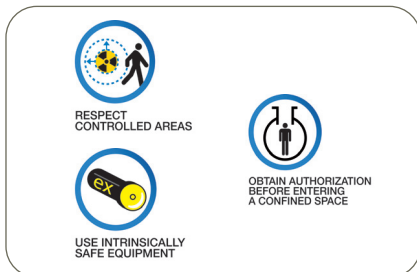 RESPECT
CONTROLLED AREAS
ex
USE INTRINSICALLY
SAFE EQUIPMENT
OBTAIN AUTHORIZATION
BEFORE ENTERING
A CONFINED SPACE